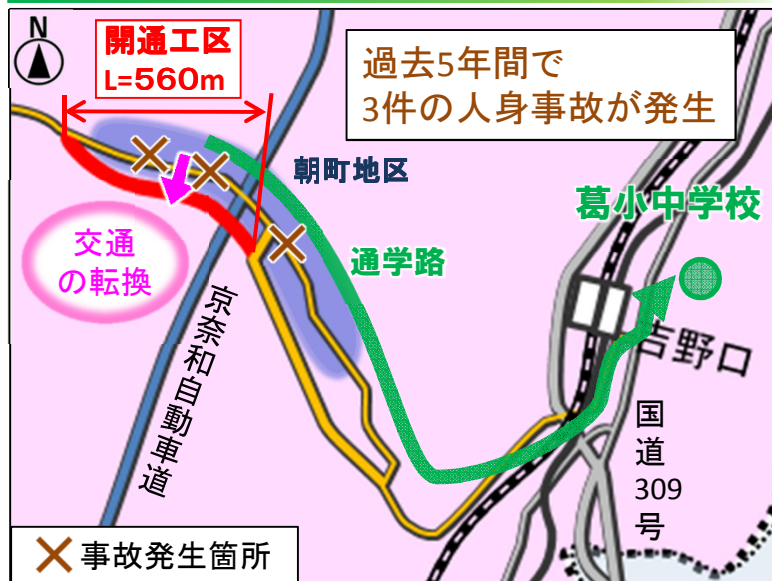 N
開通工区
L=560m
過去5年間で
3件の人身事故が発生
朝町地区
葛小中学校
通学路
交通
の転換
京奈和自動車道
吉野口
国道309号
事故発生箇所